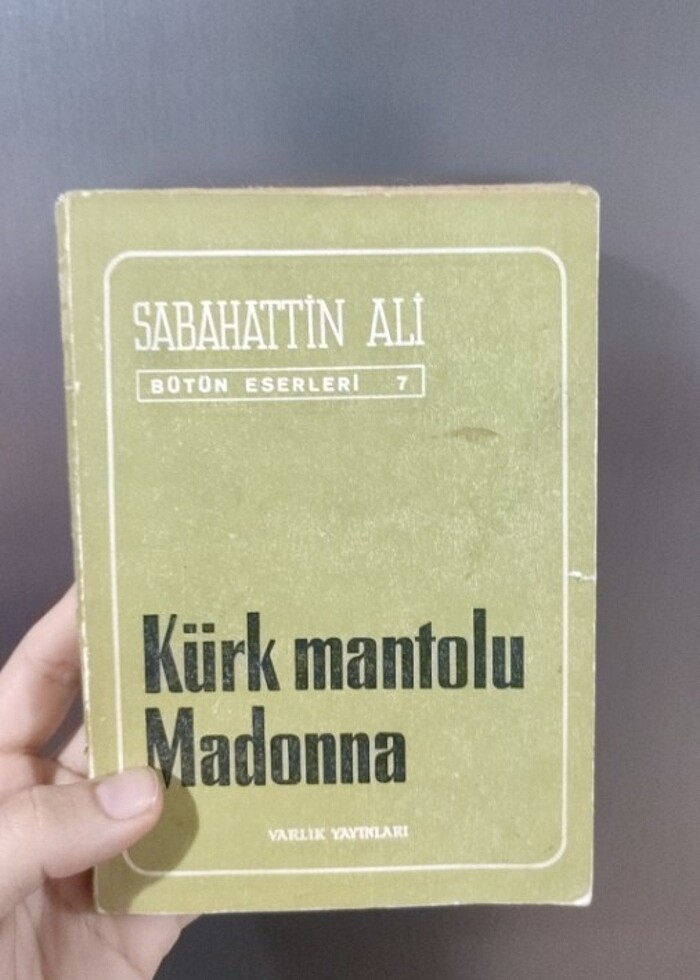 SABAHATTİN ALİ
BÜTÜN ESERLERİ 7
Kürk mantolu
Madonna
VARLIK YAYINLARI